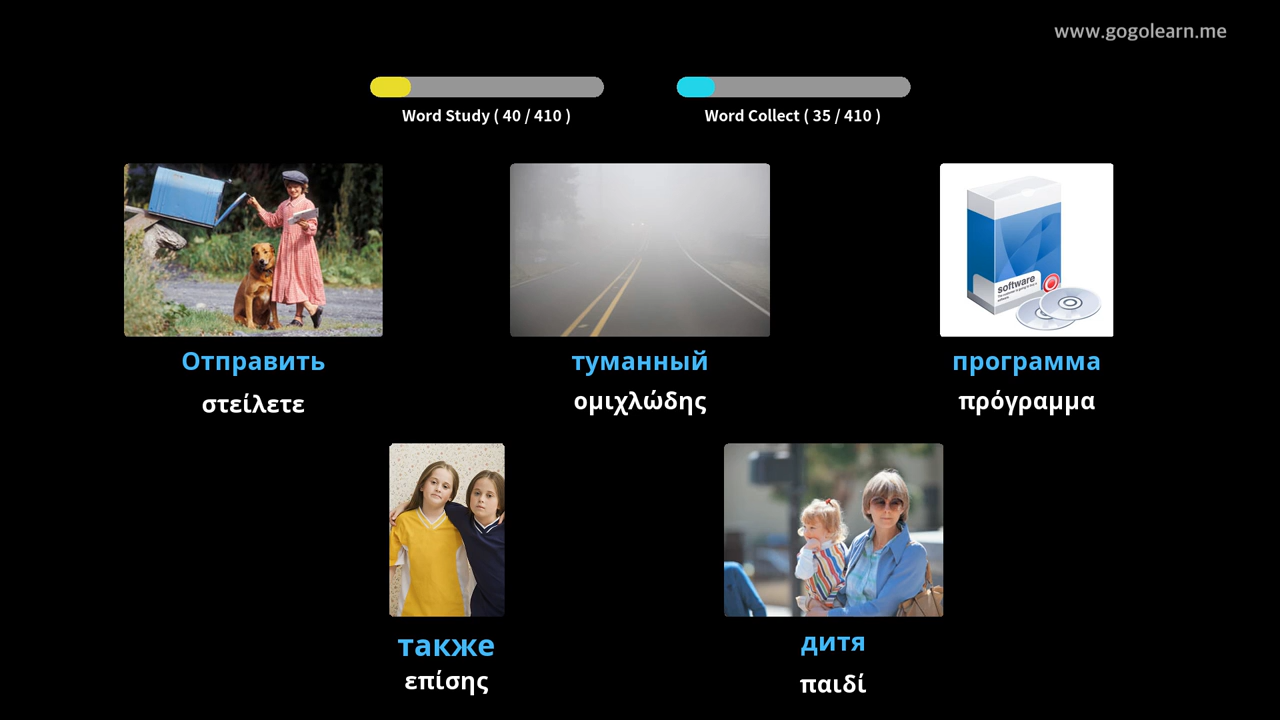 www.gogolearn.me
Word Study ( 40 / 410 )
Word Collect ( 35 / 410 )
software
Отправить
туманный
программа
στείλετε
ομιχλώδης
πρόγραμμα
также
дитя
επίσης
παιδί